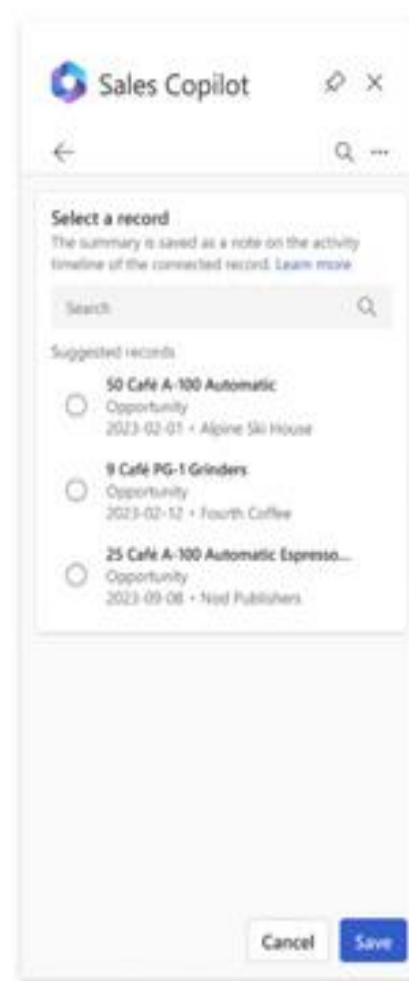 Sales Copilot
Select a record
The summary is saved as a note on the activity
timeline of the connected record. Learn more
Search
Suggested records
50 Café A-100 Automatic
Opportunity
2023-02-01 • Alpine Ski House
9 Café PG-1 Grinders
Opportunity
2023-02-12 • Fourth Coffee
25 Café A-100 Automatic Espresso...
Opportunity
2023-09-08 • Nod Publishers
Cancel Save